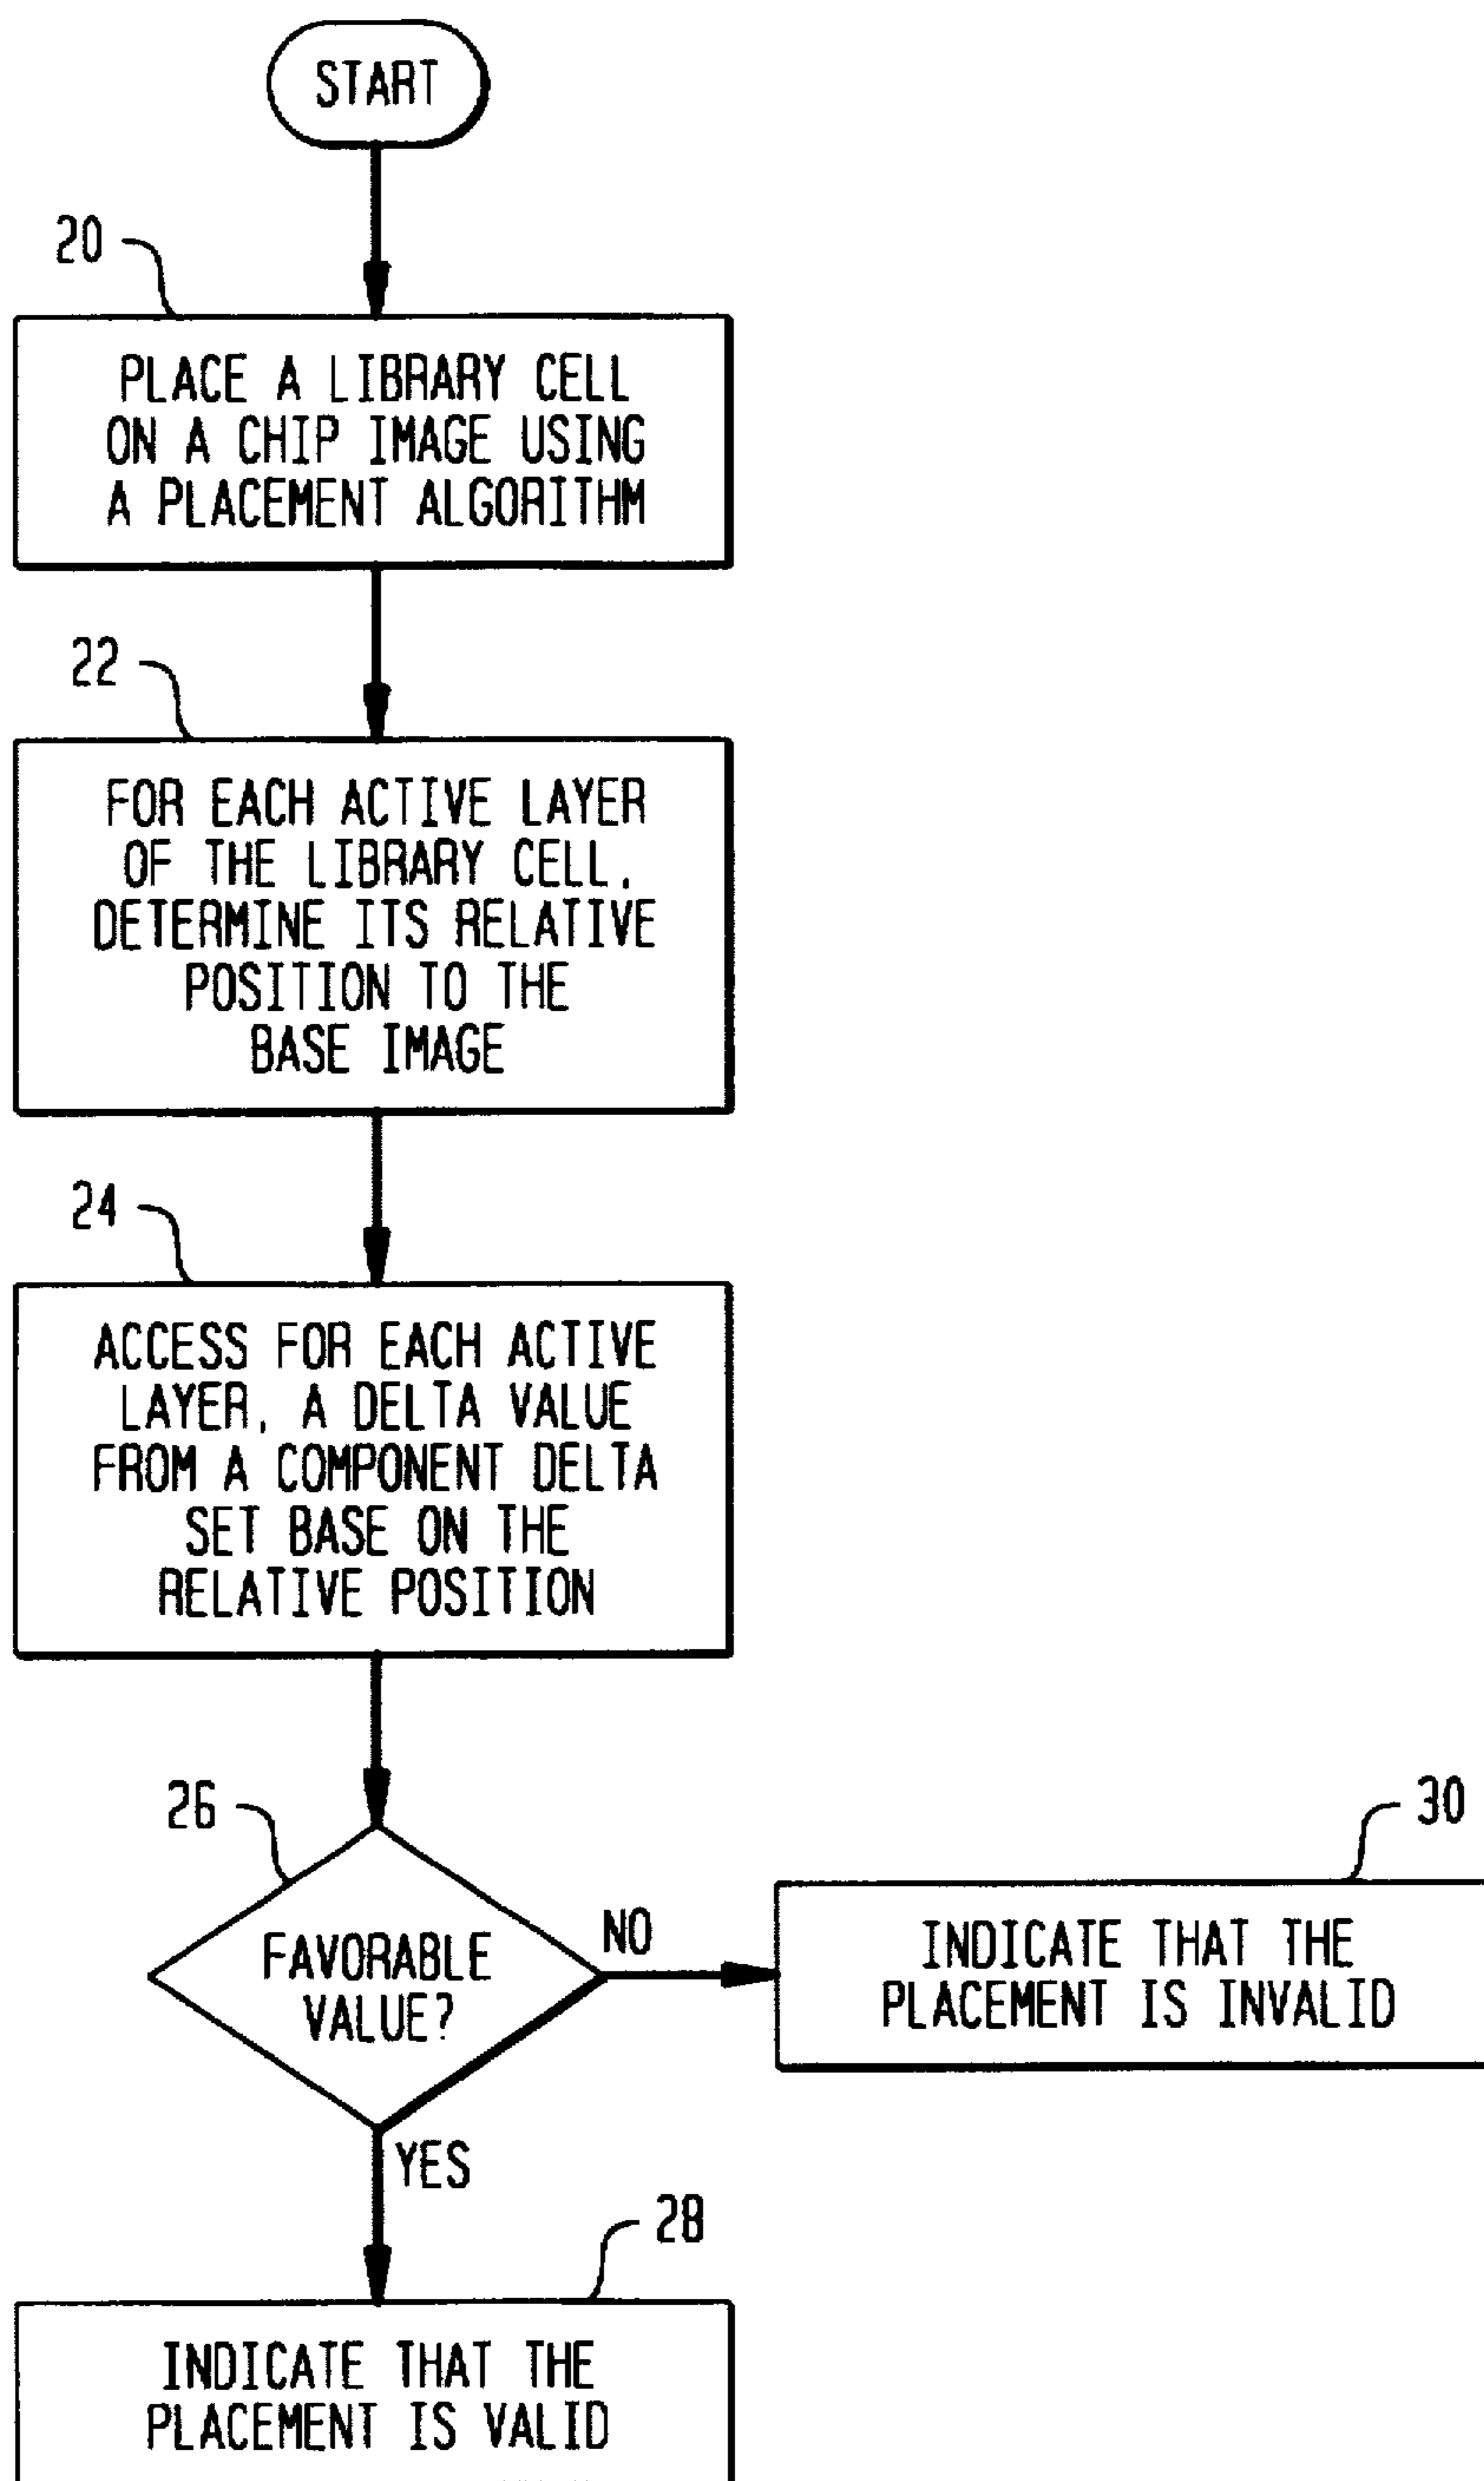 START
20
PLACE A LIBRARY CELL
ON A CHIP IMAGE USING
A PLACEMENT ALGORITHM
22
FOR EACH ACTIVE LAYER
OF THE LIBRARY CELL,
DETERMINE ITS RELATIVE
POSITION TO THE
BASE IMAGE
24
ACCESS FOR EACH ACTIVE
LAYER, A DELTA VALUE
FROM A COMPONENT DELTA
SET BASE ON THE
RELATIVE POSITION
26
FAVORABLE
VALUE?
NO
30
INDICATE THAT THE
PLACEMENT IS INVALID
YES
28
INDICATE THAT THE
PLACEMENT IS VALID